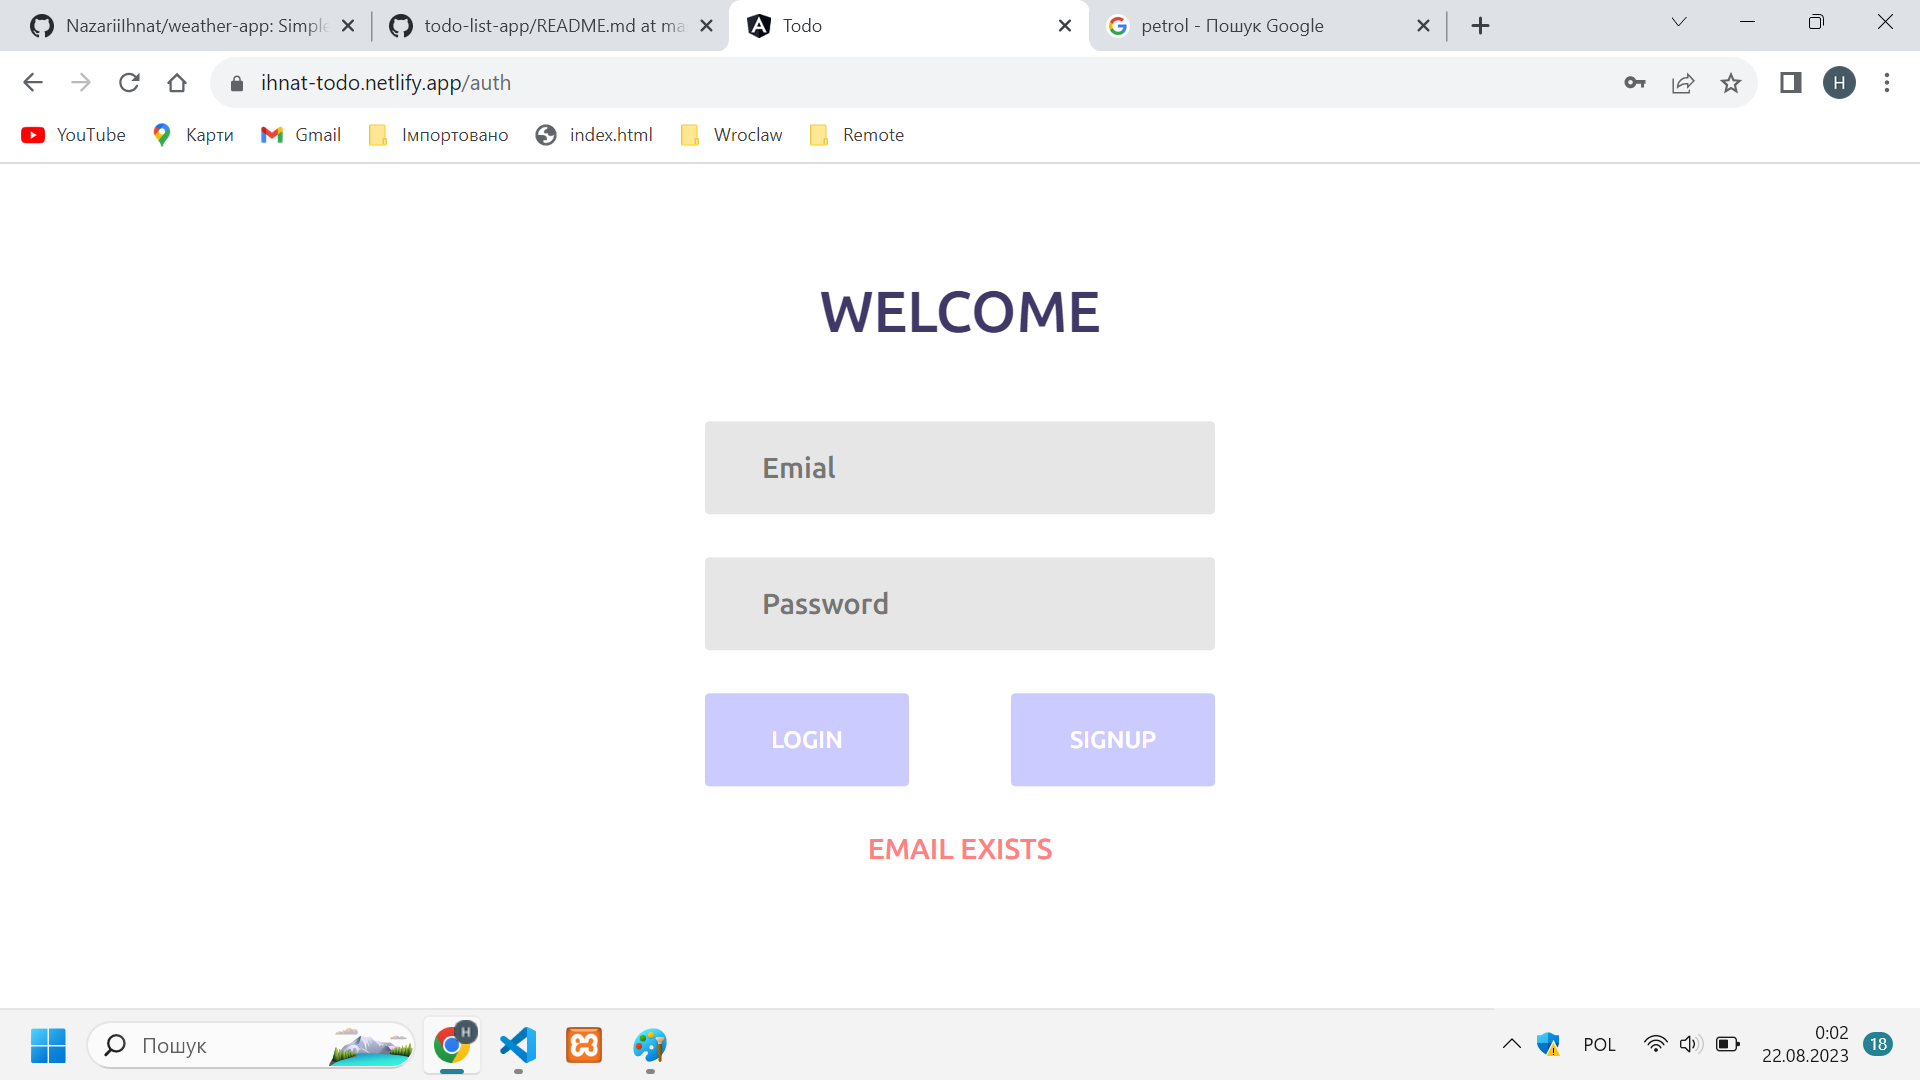 NazariiIhnat/weather-app: Simple
todo-list-app/README.md at ma
Todo
petrol - Пошук Google
ihnat-todo.netlify.app/auth
H
YouTube
Карти
Gmail
Імпортовано
index.html
Wroclaw
Remote
WELCOME
Emial
Password
LOGIN
SIGNUP
EMAIL EXISTS
Пошук
H
POL
0:02
22.08.2023
18